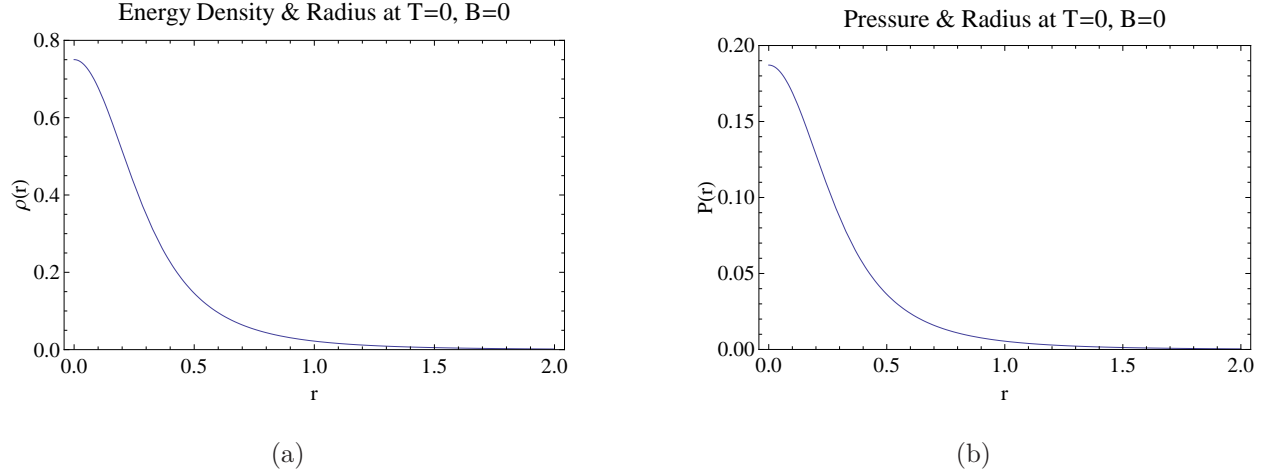 Energy Density & Radius at T=0, B=0
0.8
0.6
0.4
0.2
0.0
ρ(r)
0.0 0.5 1.0 1.5 2.0
r
(a)
Pressure & Radius at T=0, B=0
0.20
0.15
0.10
0.05
0.00
P(r)
0.0 0.5 1.0 1.5 2.0
r
(b)